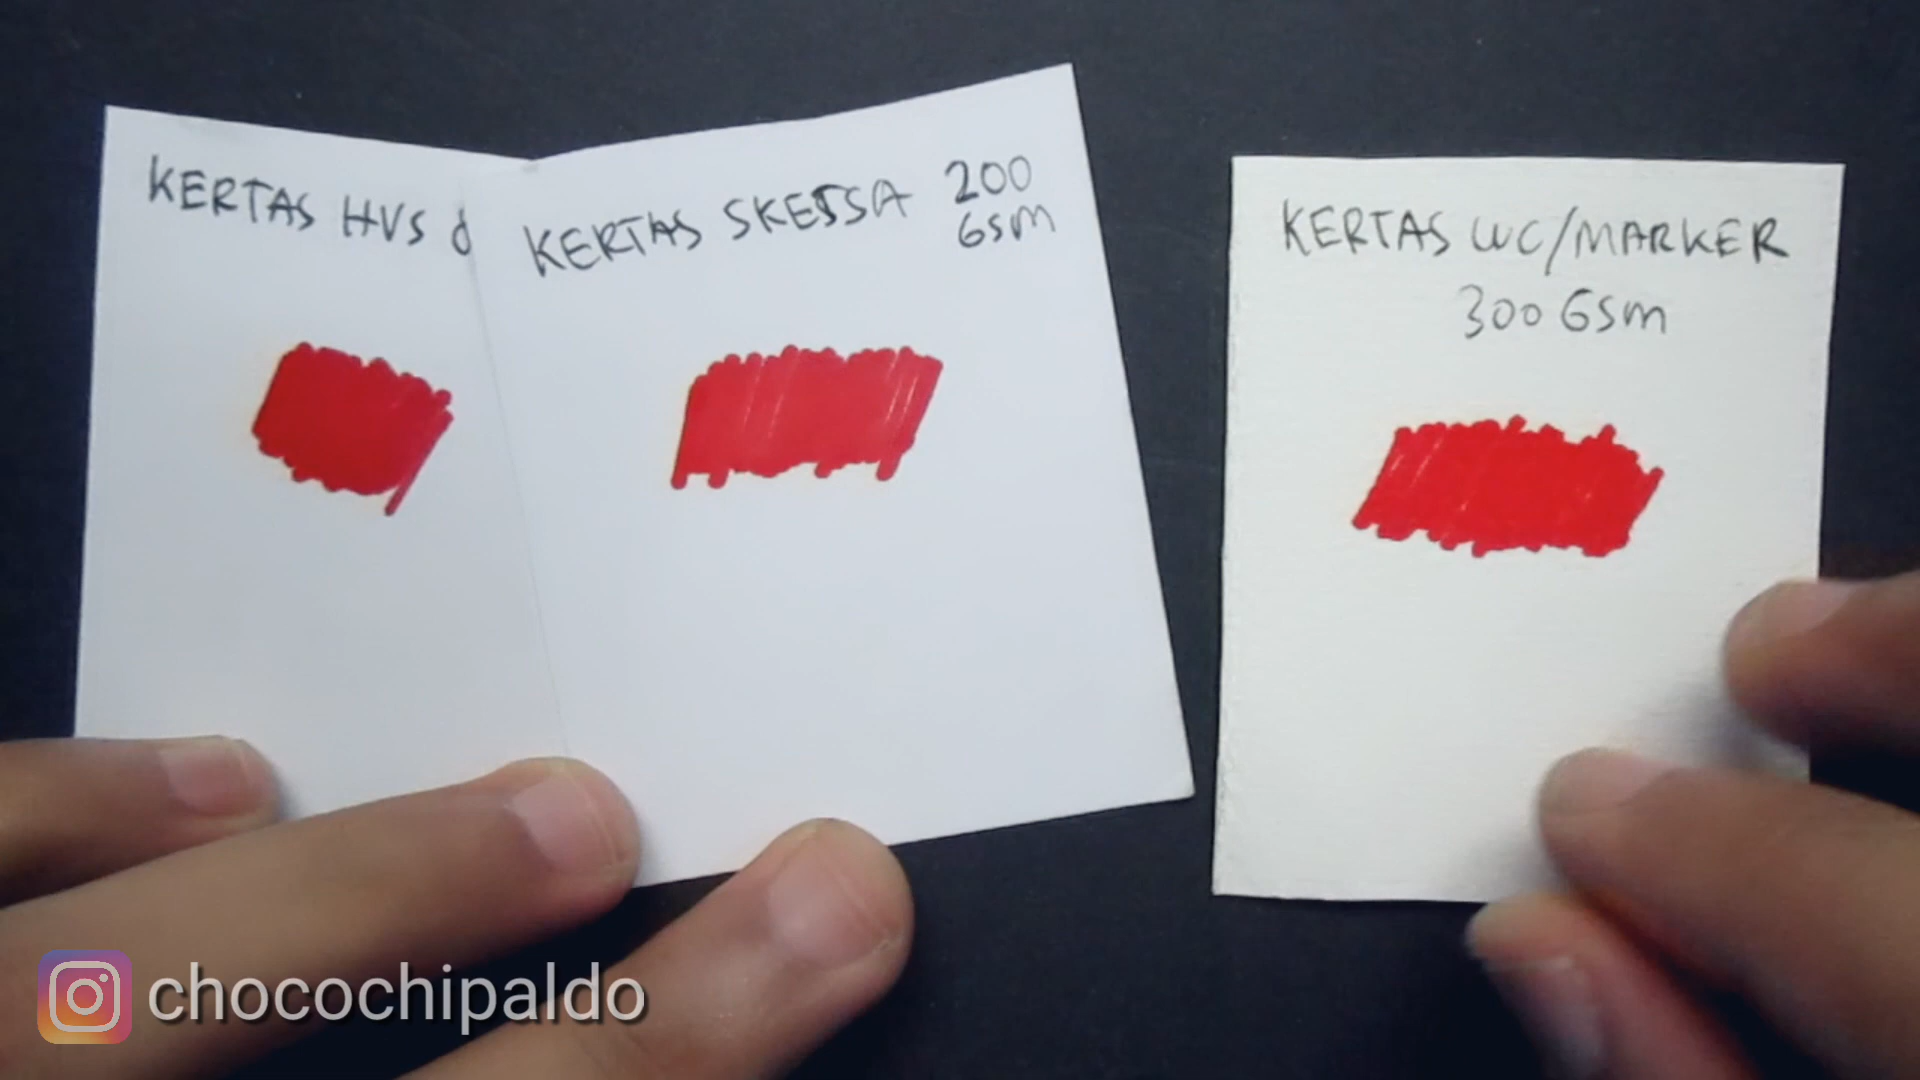 KERTAS HVS
KERTAS SKETSA 200
GSM
KERTAS WC/MARKER
300 GSM
chocochipaldo